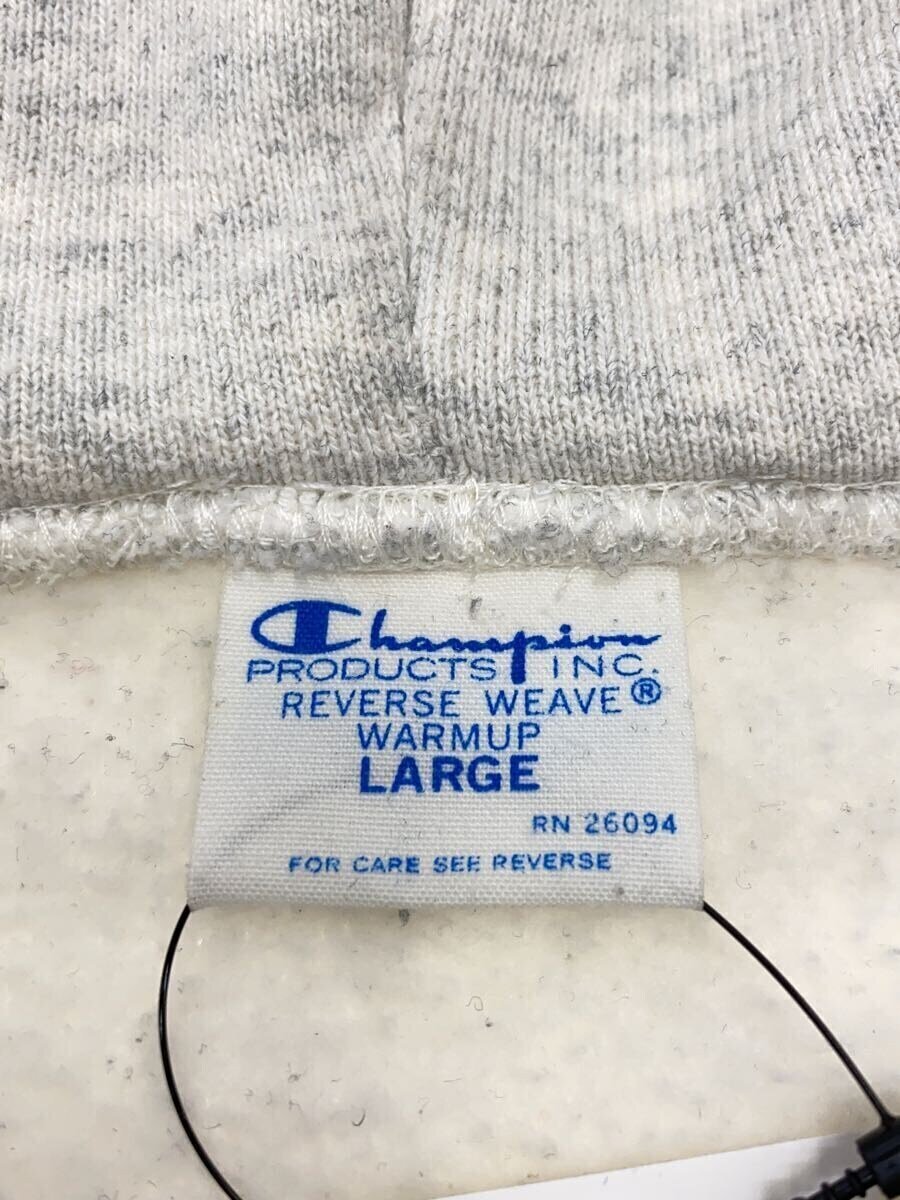 Champion
PRODUCTS INC.
REVERSE WEAVE®
WARMUP
LARGE
RN 26094
FOR CARE SEE REVERSE